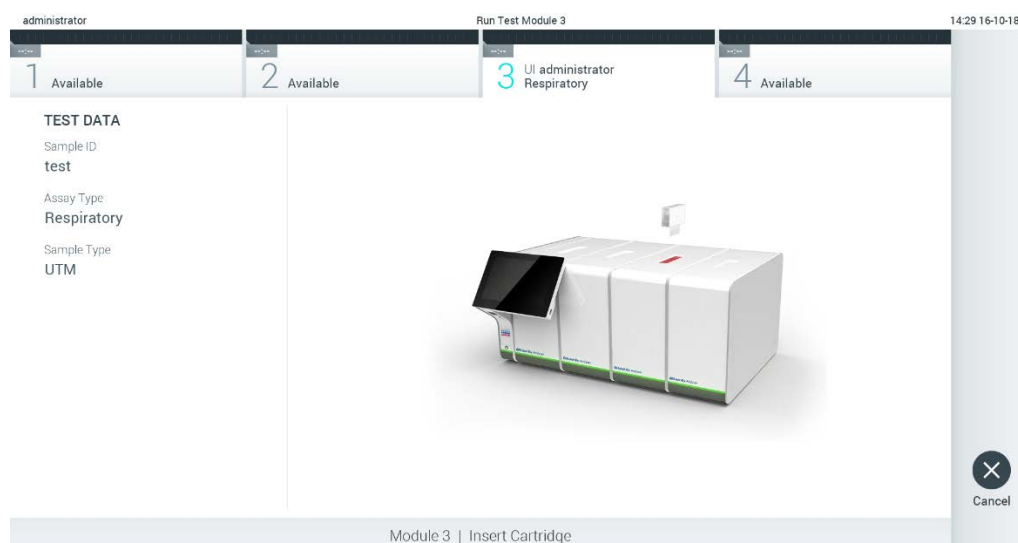 administrator
Run Test Module 3
14:29 16-10-18
--:--
--:--
--:--
--:--
1 Available
2 Available
3 UI administrator
Respiratory
4 Available
TEST DATA
Sample ID
test
Assay Type
Respiratory
Sample Type
UTM
Cancel
Module 3 | Insert Cartridge